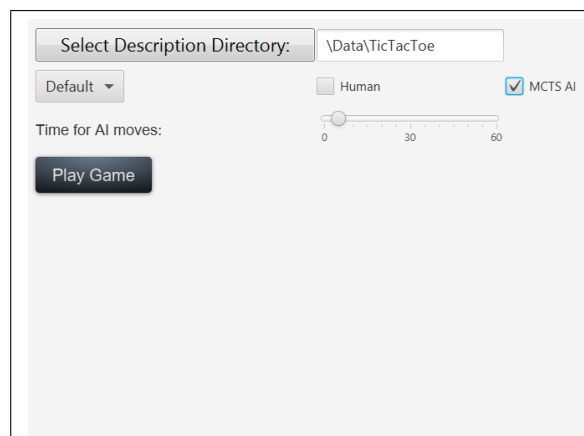 Select Description Directory: \Data\TicTacToe
Default Human MCTS AI
Time for AI moves:
0 30 60
Play Game